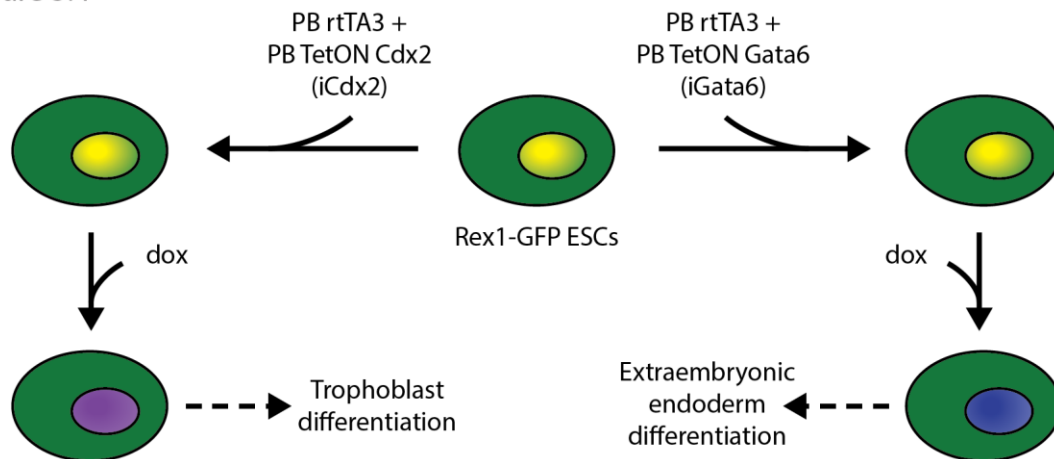 PB rtTA3 +
PB TetON Cdx2
(iCdx2)
PB rtTA3 +
PB TetON Gata6
(iGata6)
Rex1-GFP ESCs
dox
dox
Trophoblast
differentiation
Extraembryonic
endoderm
differentiation